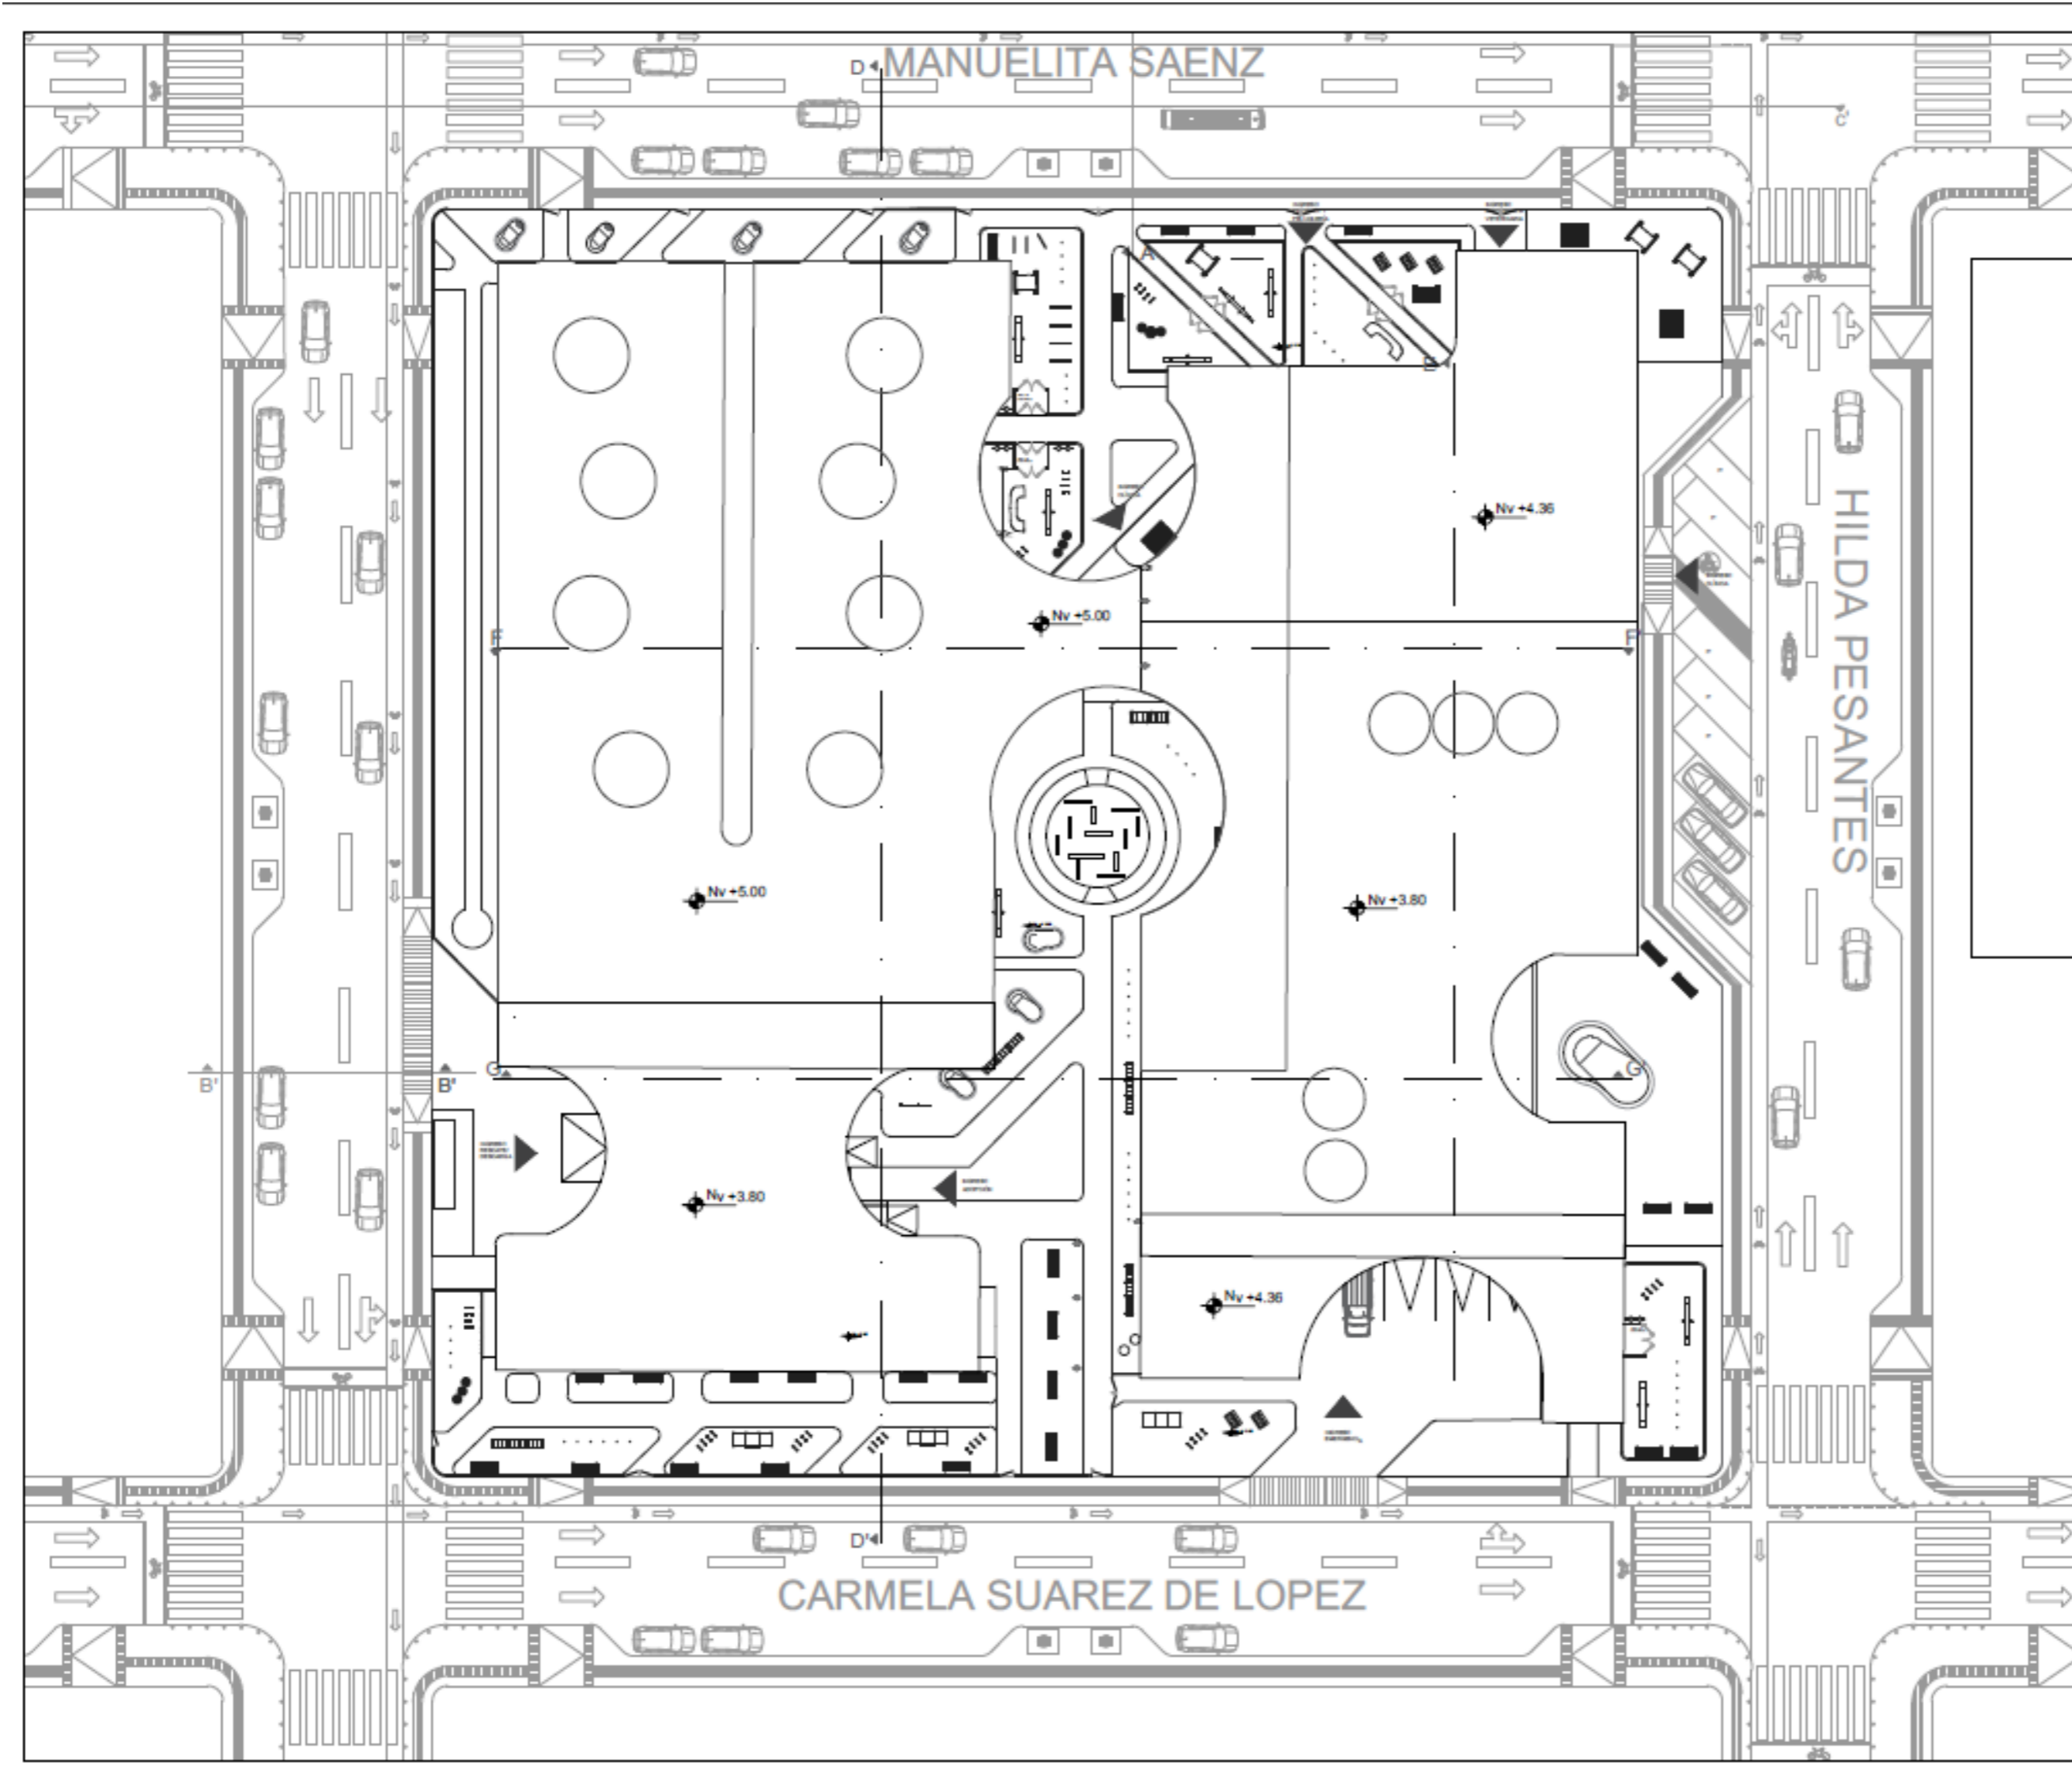 MANUELITA SAENZ
D
C'
A
Nv +4.36
HILDA PESANTES
Nv +5.00
F
F'
Nv +5.00
Nv +3.80
B'
B'
G
G'
Nv +3.80
Nv +4.36
D'
CARMELA SUAREZ DE LOPEZ